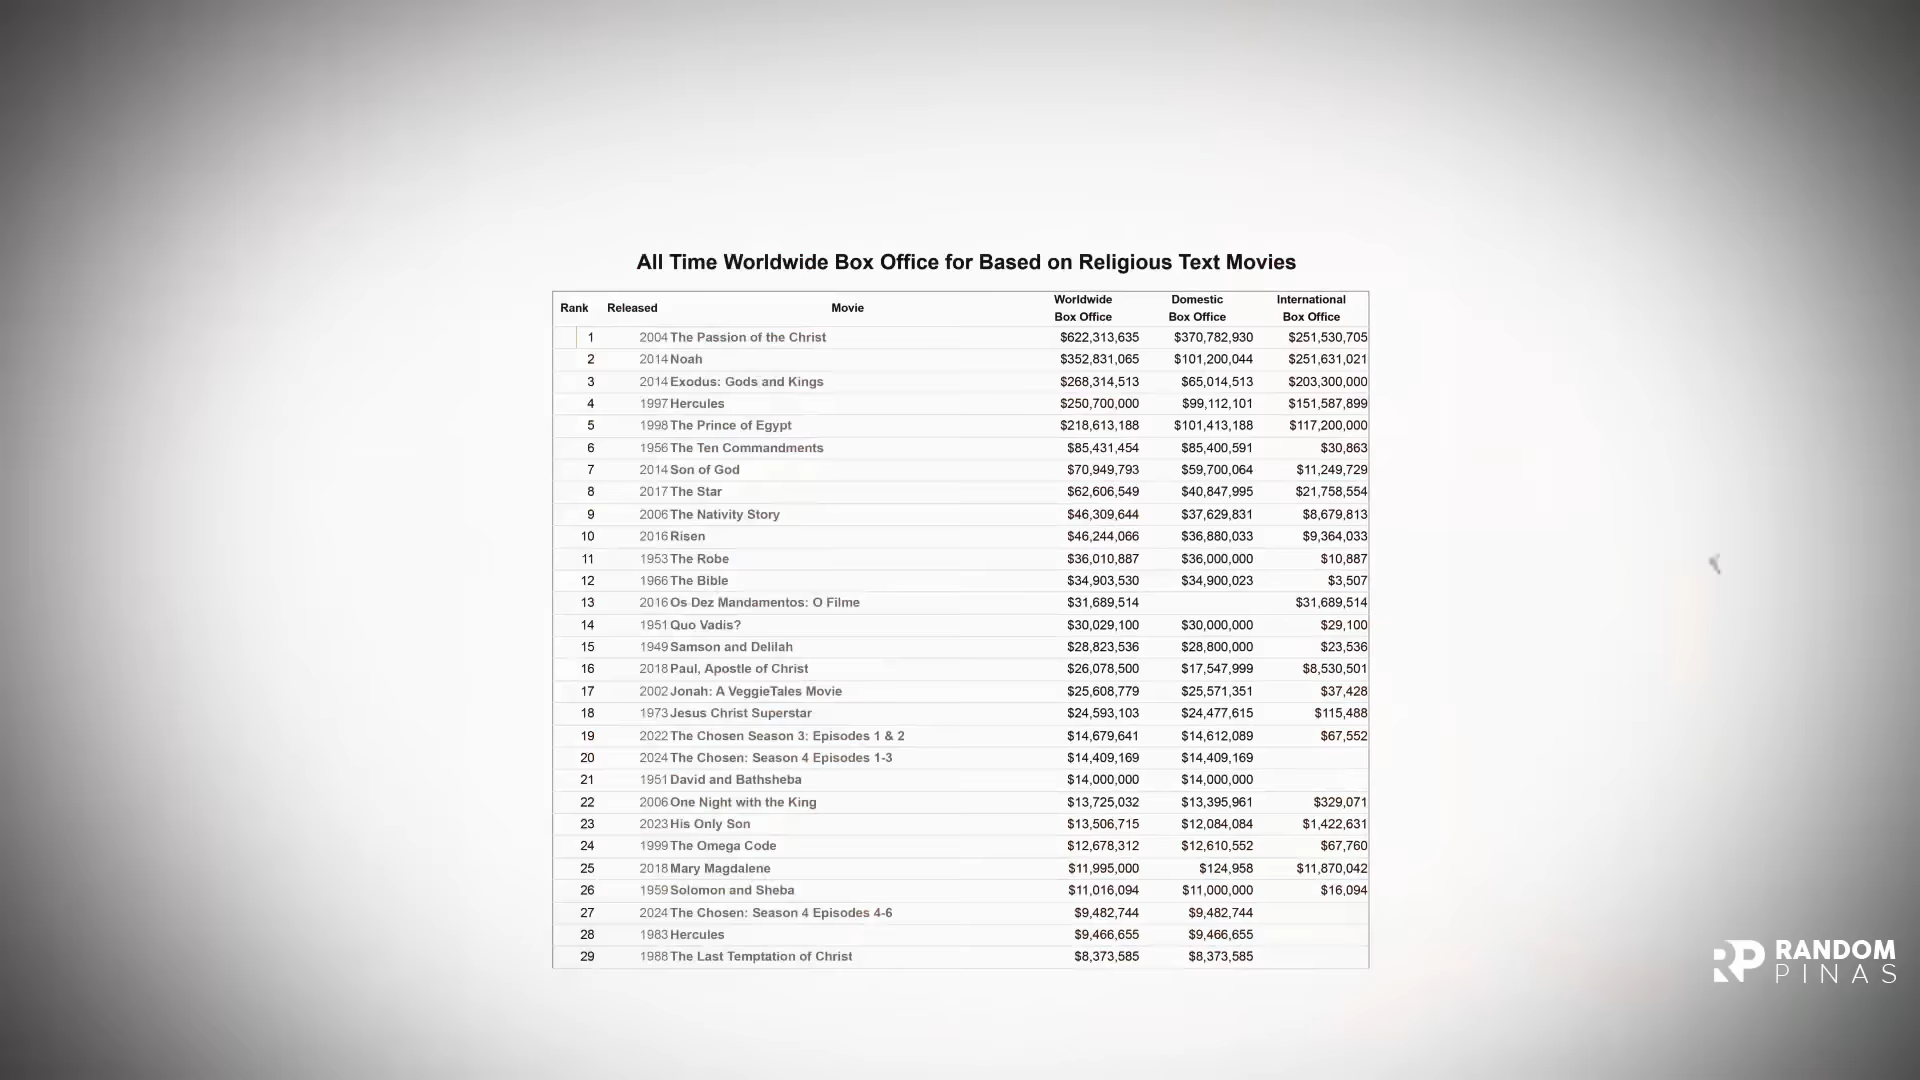 All Time Worldwide Box Office for Based on Religious Text Movies
Rank Released Movie Worldwide Box Office Domestic Box Office International Box Office
1 2004 The Passion of the Christ $622,313,635 $370,782,930 $251,530,705
2 2014 Noah $352,831,065 $101,200,044 $251,631,021
3 2014 Exodus: Gods and Kings $268,314,513 $65,014,513 $203,300,000
4 1997 Hercules $250,700,000 $99,112,101 $151,587,899
5 1998 The Prince of Egypt $218,613,188 $101,413,188 $117,200,000
6 1956 The Ten Commandments $85,431,454 $85,400,591 $30,863
7 2014 Son of God $70,949,793 $59,700,064 $11,249,729
8 2017 The Star $62,606,549 $40,847,995 $21,758,554
9 2006 The Nativity Story $46,309,644 $37,629,831 $8,679,813
10 2016 Risen $46,244,066 $36,880,033 $9,364,033
11 1953 The Robe $36,010,887 $36,000,000 $10,887
12 1966 The Bible $34,903,530 $34,900,023 $3,507
13 2016 Os Dez Mandamentos: O Filme $31,689,514 $31,689,514
14 1951 Quo Vadis? $30,029,100 $30,000,000 $29,100
15 1949 Samson and Delilah $28,823,536 $28,800,000 $23,536
16 2018 Paul, Apostle of Christ $26,078,500 $17,547,999 $8,530,501
17 2002 Jonah: A VeggieTales Movie $25,608,779 $25,571,351 $37,428
18 1973 Jesus Christ Superstar $24,593,103 $24,477,615 $115,488
19 2022 The Chosen Season 3: Episodes 1 & 2 $14,679,641 $14,612,089 $67,552
20 2024 The Chosen: Season 4 Episodes 1-3 $14,409,169 $14,409,169
21 1951 David and Bathsheba $14,000,000 $14,000,000
22 2006 One Night with the King $13,725,032 $13,395,961 $329,071
23 2023 His Only Son $13,506,715 $12,084,084 $1,422,631
24 1999 The Omega Code $12,678,312 $12,610,552 $67,760
25 2018 Mary Magdalene $11,995,000 $124,958 $11,870,042
26 1959 Solomon and Sheba $11,016,094 $11,000,000 $16,094
27 2024 The Chosen: Season 4 Episodes 4-6 $9,482,744 $9,482,744
28 1983 Hercules $9,466,655 $9,466,655
29 1988 The Last Temptation of Christ $8,373,585 $8,373,585
RP RANDOM
PINAS